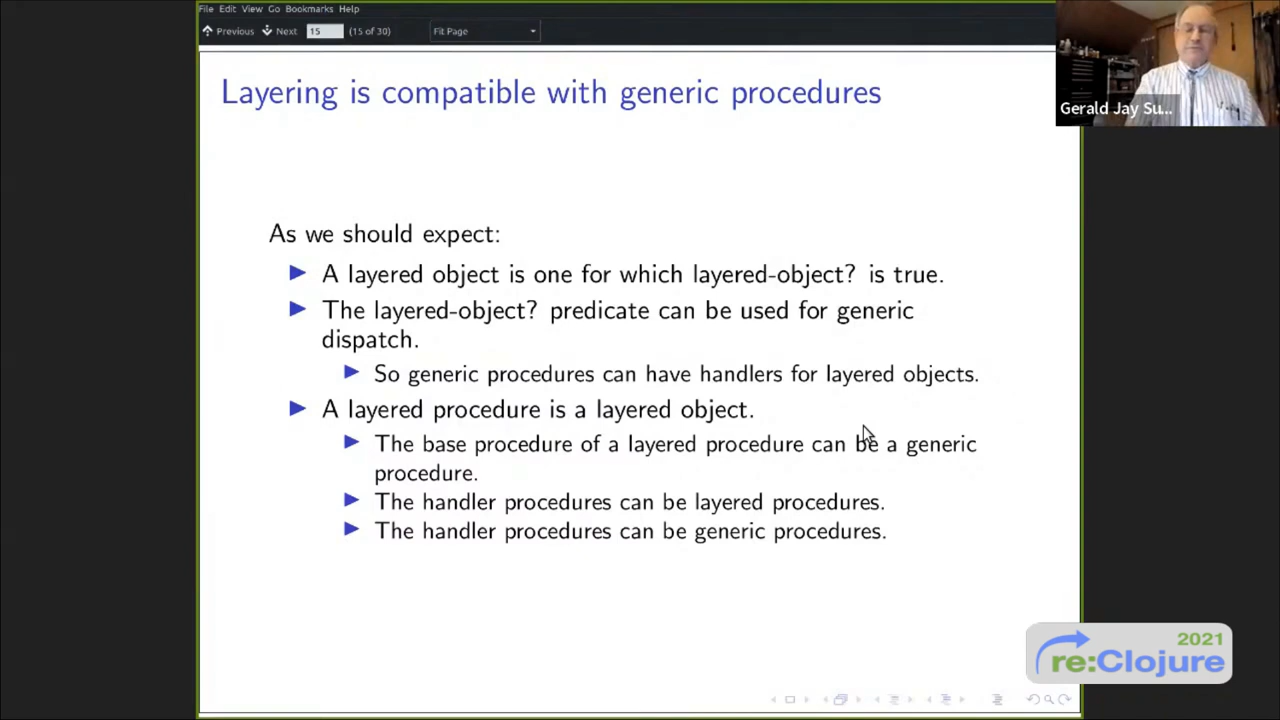 File Edit View Go Bookmarks Help
Previous Next 15 (15 of 30) Fit Page
Gerald Jay Su...
Layering is compatible with generic procedures
As we should expect:
A layered object is one for which layered-object? is true.
The layered-object? predicate can be used for generic
dispatch.
So generic procedures can have handlers for layered objects.
A layered procedure is a layered object.
The base procedure of a layered procedure can be a generic
procedure.
The handler procedures can be layered procedures.
The handler procedures can be generic procedures.
2021
re:Clojure